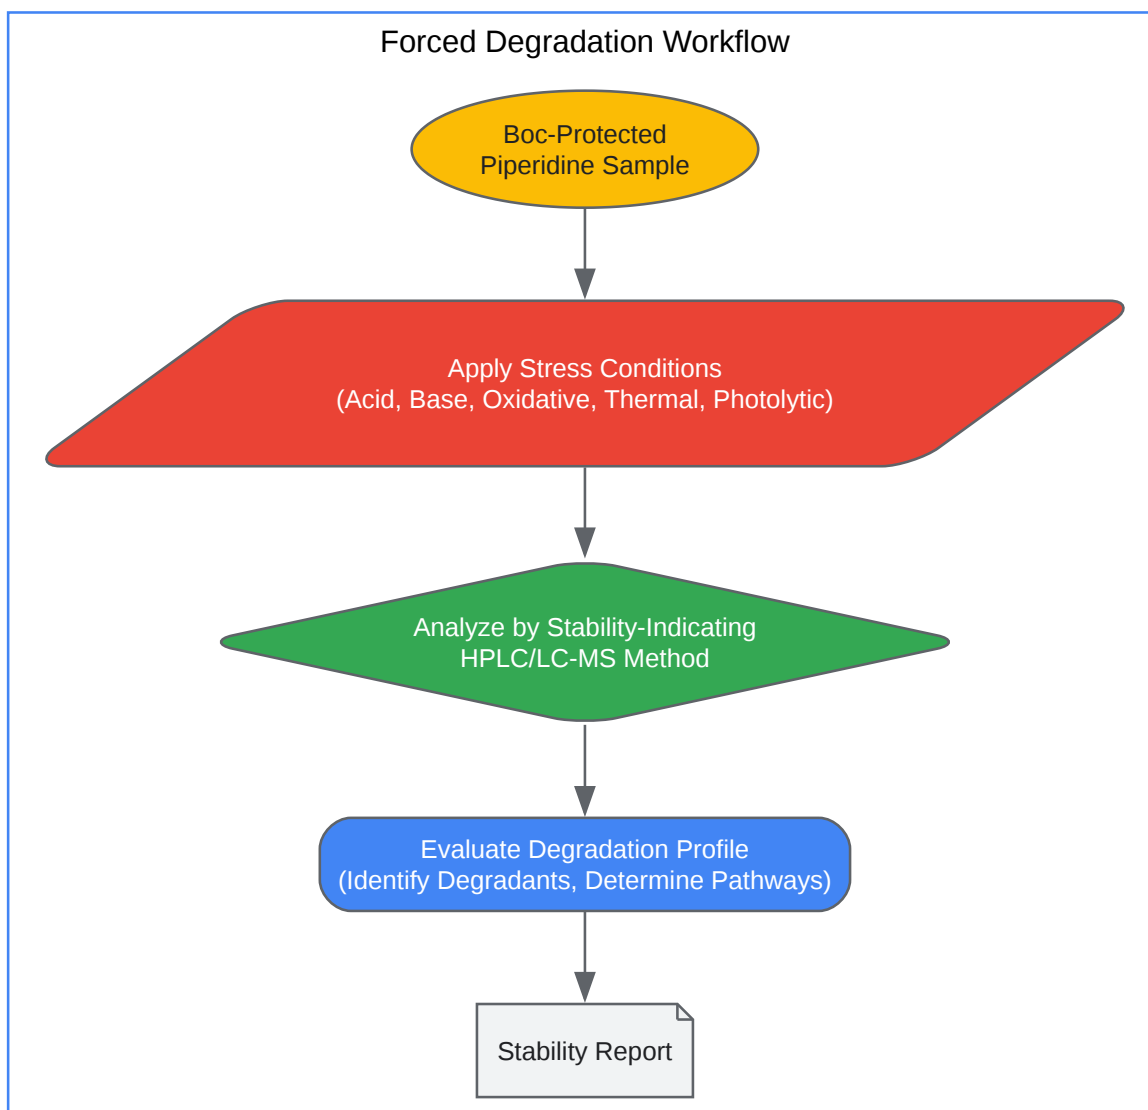 Forced Degradation Workflow
Boc-Protected
Piperidine Sample
Apply Stress Conditions
(Acid, Base, Oxidative, Thermal, Photolytic)
Analyze by Stability-Indicating
HPLC/LC-MS Method
Evaluate Degradation Profile
(Identify Degradants, Determine Pathways)
Stability Report